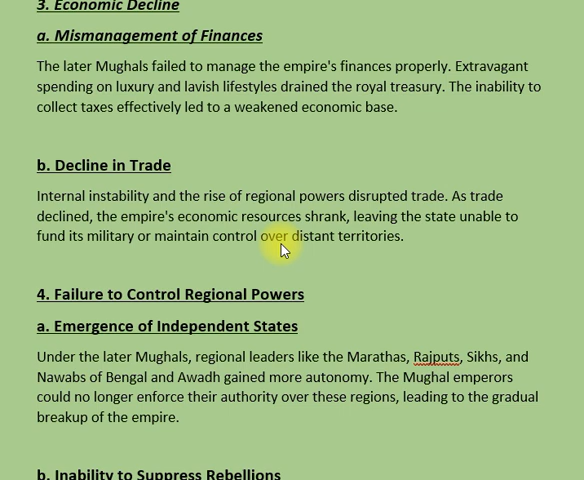 3. Economic Decline
a. Mismanagement of Finances
The later Mughals failed to manage the empire's finances properly. Extravagant
spending on luxury and lavish lifestyles drained the royal treasury. The inability to
collect taxes effectively led to a weakened economic base.
b. Decline in Trade
Internal instability and the rise of regional powers disrupted trade. As trade
declined, the empire's economic resources shrank, leaving the state unable to
fund its military or maintain control over distant territories.
4. Failure to Control Regional Powers
a. Emergence of Independent States
Under the later Mughals, regional leaders like the Marathas, Rajputs, Sikhs, and
Nawabs of Bengal and Awadh gained more autonomy. The Mughal emperors
could no longer enforce their authority over these regions, leading to the gradual
breakup of the empire.
b. Inability to Suppress Rebellions